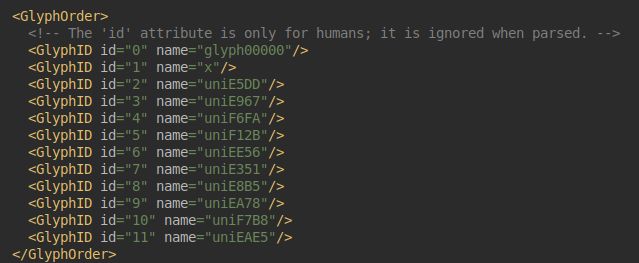 <GlyphOrder>
<!-- The 'id' attribute is only for humans; it is ignored when parsed. -->
<GlyphID id="0" name="glyph00000"/>
<GlyphID id="1" name="x"/>
<GlyphID id="2" name="uniE5DD"/>
<GlyphID id="3" name="uniE967"/>
<GlyphID id="4" name="uniF6FA"/>
<GlyphID id="5" name="uniF12B"/>
<GlyphID id="6" name="uniEE56"/>
<GlyphID id="7" name="uniE351"/>
<GlyphID id="8" name="uniE8B5"/>
<GlyphID id="9" name="uniEA78"/>
<GlyphID id="10" name="uniF7B8"/>
<GlyphID id="11" name="uniEAE5"/>
</GlyphOrder>